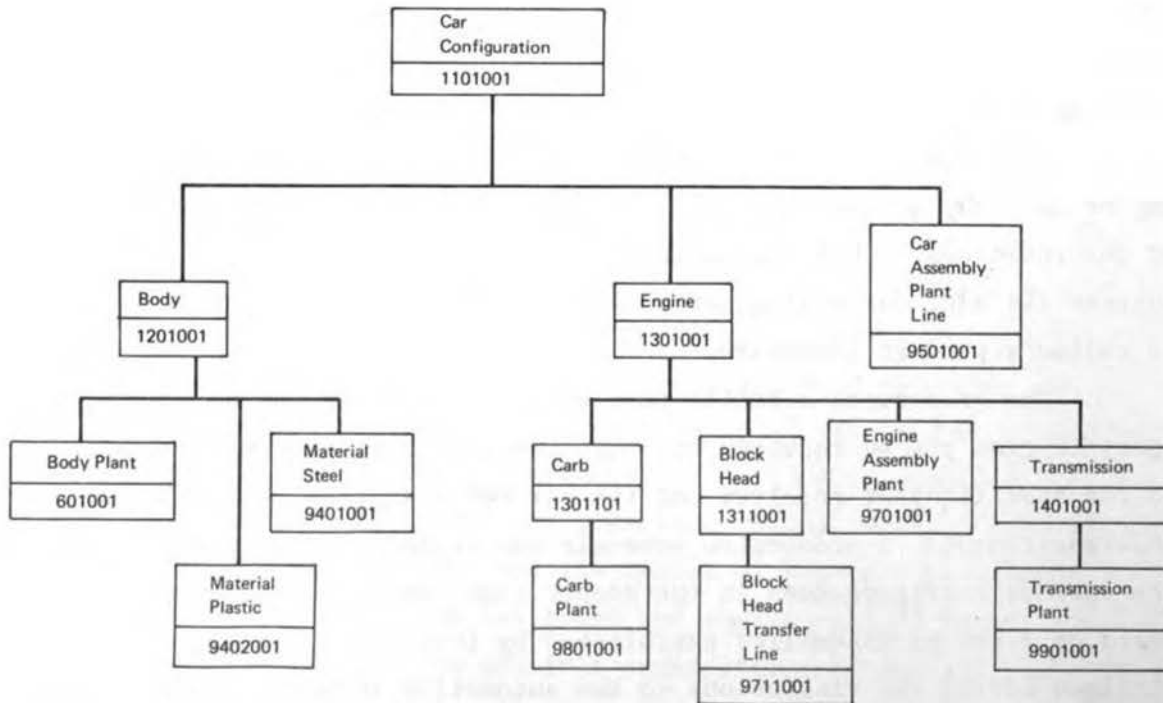 Car
Configuration
1101001
Car
Assembly
Plant
Line
9501001
Body
1201001
Engine
1301001
Body Plant
601001
Material
Steel
9401001
Material
Plastic
9402001
Carb
1301101
Block
Head
1311001
Engine
Assembly
Plant
9701001
Transmission
1401001
Carb
Plant
9801001
Block
Head
Transfer
Line
9711001
Transmission
Plant
9901001